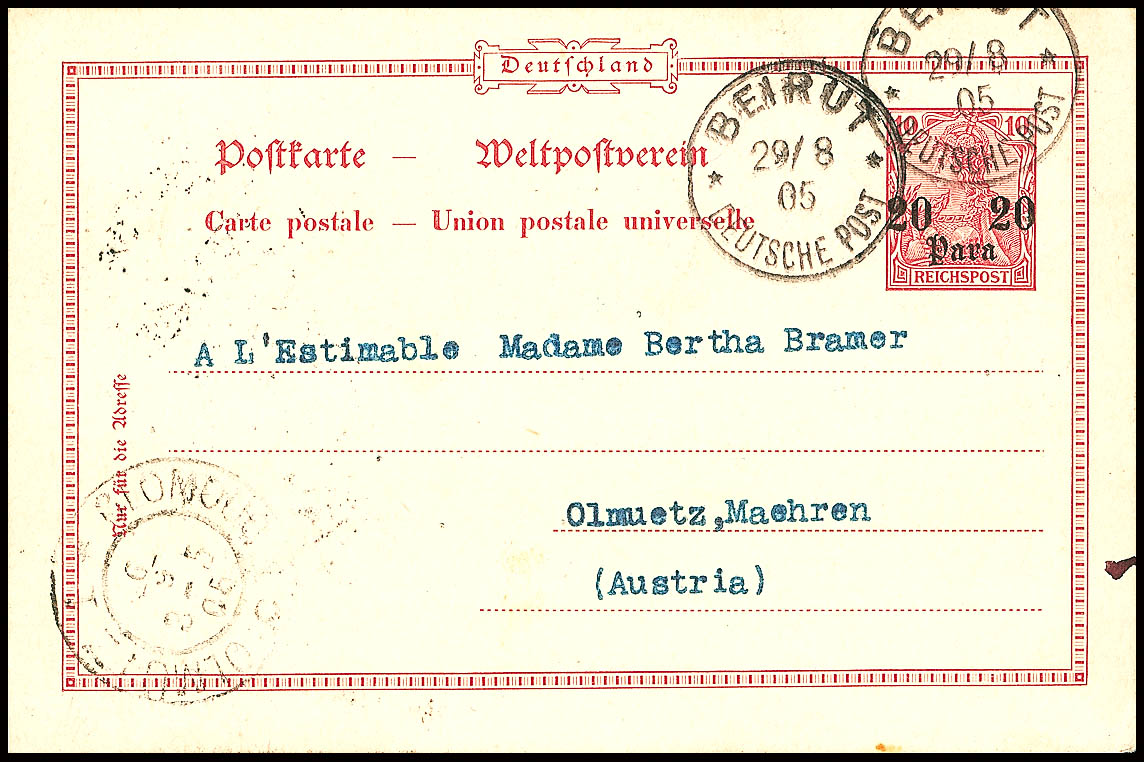 Deutschland
Postkarte — Weltpostverein
Carte postale — Union postale universelle
BEIRUT
29/8
05
DEUTSCHE POST
BEIRUT
29/8
05
DEUTSCHE POST
10 10
20 20
Para
REICHSPOST
A L'Estimable Madame Bertha Bramer
Nur für die Adresse
Olmuetz,Maehren
(Austria)